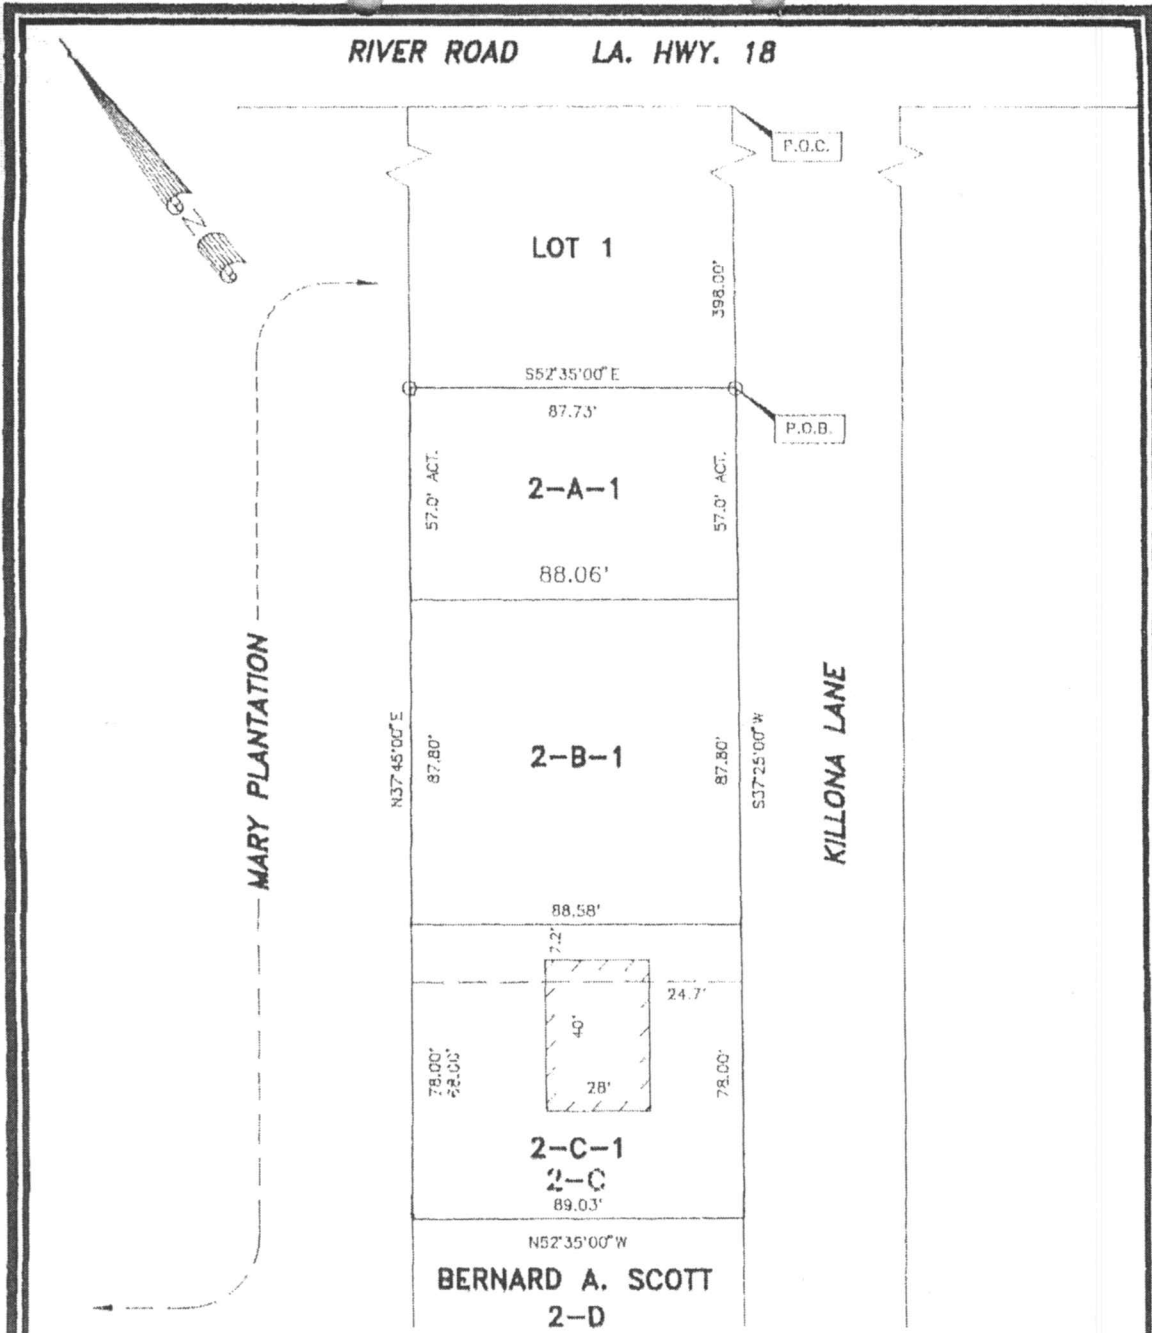 RIVER ROAD LA. HWY. 18
P.O.C.
N
LOT 1
398.00'
S52°35'00"E
87.73'
P.O.B.
57.0' ACT.
2-A-1
57.0' ACT.
88.06'
MARY PLANTATION
N37°45'00"E
87.80'
2-B-1
87.80'
S37°25'00"W
KILLONA LANE
88.58'
7.2'
24.7'
40'
28'
78.00'
68.00'
78.00'
2-C-1
2-C
89.03'
N52°35'00"W
BERNARD A. SCOTT
2-D